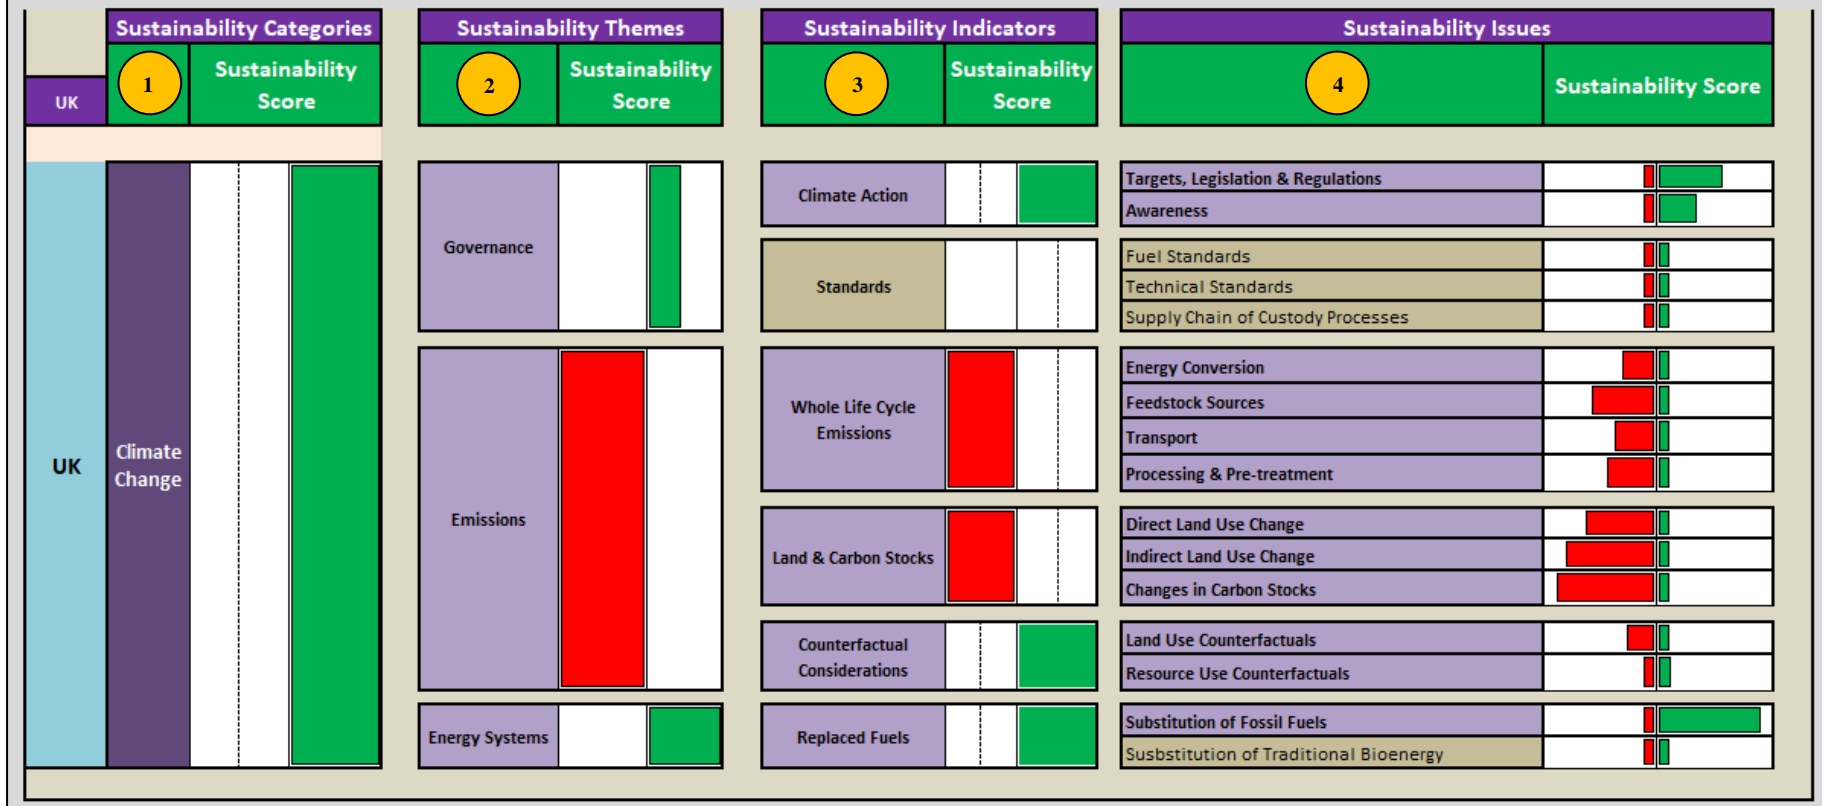 Sustainability Categories
Sustainability Themes
Sustainability Indicators
Sustainability Issues
UK
1
Sustainability
Score
2
Sustainability
Score
3
Sustainability
Score
4
Sustainability Score
UK
Climate
Change
Governance
Emissions
Energy Systems
Climate Action
Standards
Whole Life Cycle
Emissions
Land & Carbon Stocks
Counterfactual
Considerations
Replaced Fuels
Targets, Legislation & Regulations
Awareness
Fuel Standards
Technical Standards
Supply Chain of Custody Processes
Energy Conversion
Feedstock Sources
Transport
Processing & Pre-treatment
Direct Land Use Change
Indirect Land Use Change
Changes in Carbon Stocks
Land Use Counterfactuals
Resource Use Counterfactuals
Substitution of Fossil Fuels
Susbstitution of Traditional Bioenergy